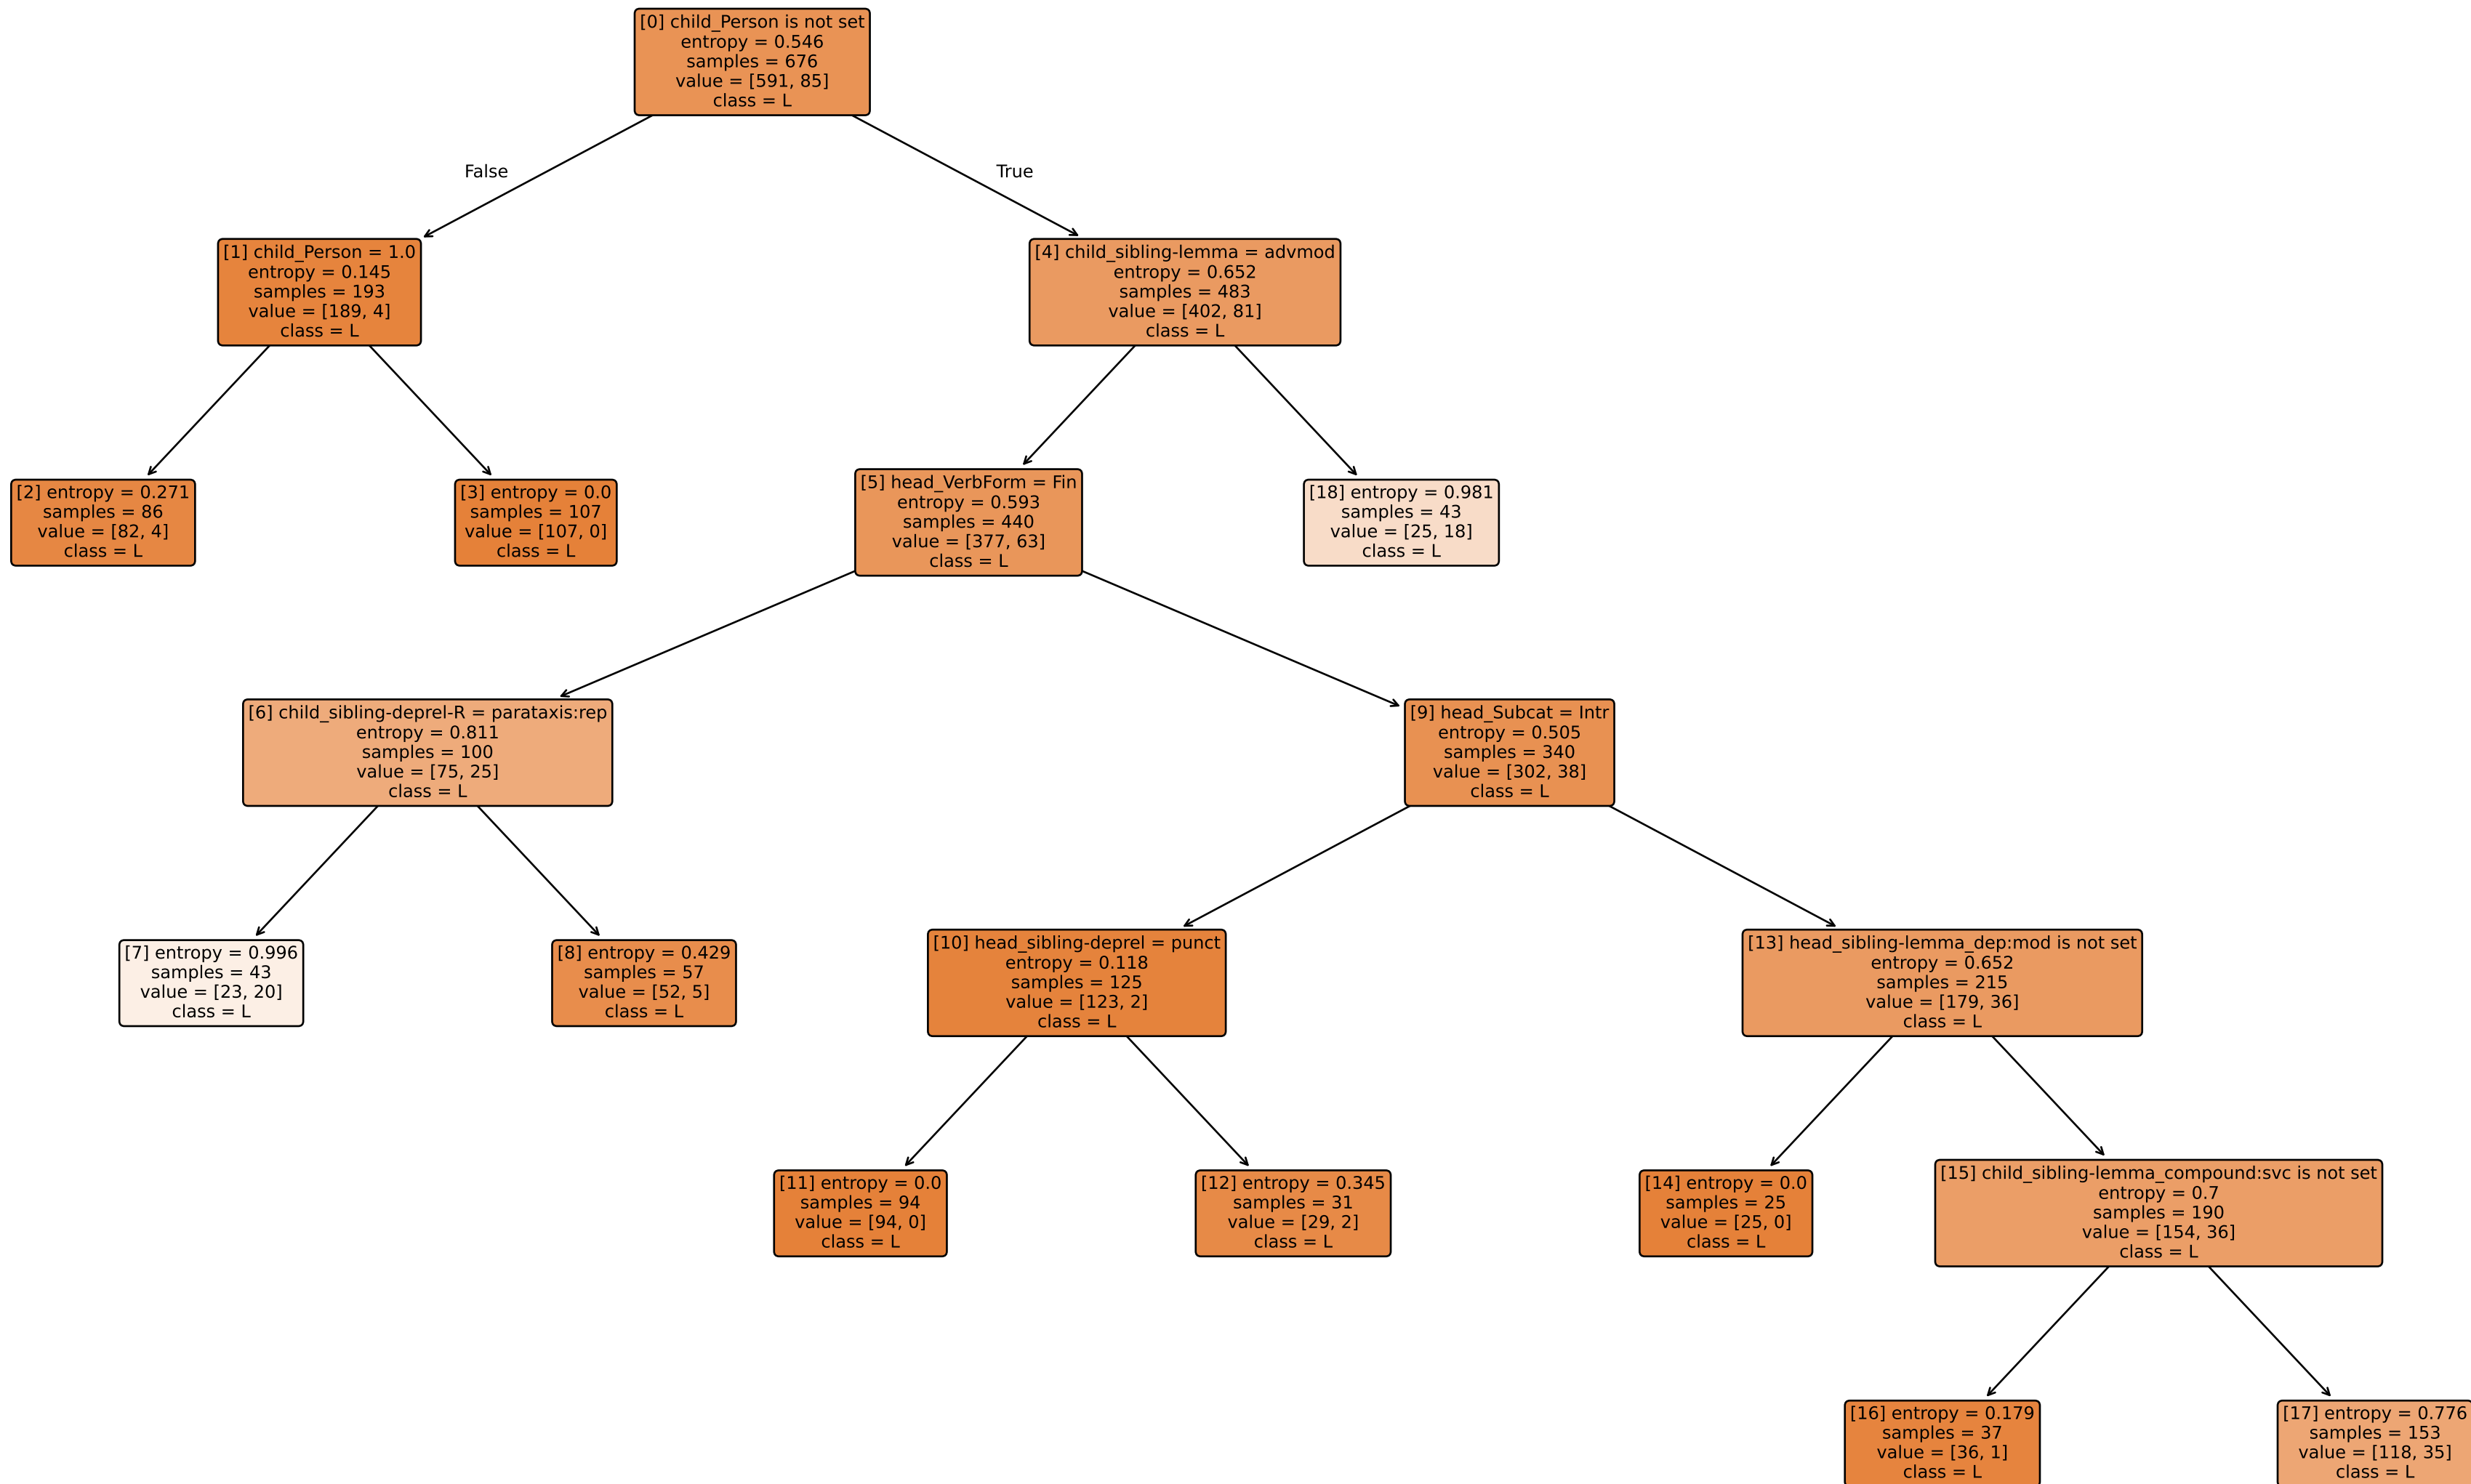 [0] child_Person is not set
entropy = 0.546
samples = 676
value = [591, 85]
class = L
False
True
[1] child_Person = 1.0
entropy = 0.145
samples = 193
value = [189, 4]
class = L
[4] child_sibling-lemma = advmod
entropy = 0.652
samples = 483
value = [402, 81]
class = L
[2] entropy = 0.271
samples = 86
value = [82, 4]
class = L
[3] entropy = 0.0
samples = 107
value = [107, 0]
class = L
[5] head_VerbForm = Fin
entropy = 0.593
samples = 440
value = [377, 63]
class = L
[18] entropy = 0.981
samples = 43
value = [25, 18]
class = L
[6] child_sibling-deprel-R = parataxis:rep
entropy = 0.811
samples = 100
value = [75, 25]
class = L
[9] head_Subcat = Intr
entropy = 0.505
samples = 340
value = [302, 38]
class = L
[7] entropy = 0.996
samples = 43
value = [23, 20]
class = L
[8] entropy = 0.429
samples = 57
value = [52, 5]
class = L
[10] head_sibling-deprel = punct
entropy = 0.118
samples = 125
value = [123, 2]
class = L
[13] head_sibling-lemma_dep:mod is not set
entropy = 0.652
samples = 215
value = [179, 36]
class = L
[11] entropy = 0.0
samples = 94
value = [94, 0]
class = L
[12] entropy = 0.345
samples = 31
value = [29, 2]
class = L
[14] entropy = 0.0
samples = 25
value = [25, 0]
class = L
[15] child_sibling-lemma_compound:svc is not set
entropy = 0.7
samples = 190
value = [154, 36]
class = L
[16] entropy = 0.179
samples = 37
value = [36, 1]
class = L
[17] entropy = 0.776
samples = 153
value = [118, 35]
class = L